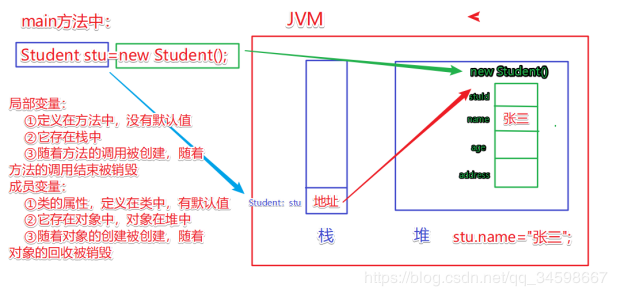 main方法中:
Student stu=new Student();
局部变量:
①定义在方法中，没有默认值
②它存在栈中
③随着方法的调用被创建，随着
方法的调用结束被销毁
成员变量:
①类的属性，定义在类中，有默认值
②它存在对象中，对象在堆中
③随着对象的创建被创建，随着
对象的回收被销毁
JVM
new Student()
stuid
name 张三
age
address
Student: stu 地址
栈
堆
stu.name="张三";
https://blog.csdn.net/qq_34598667